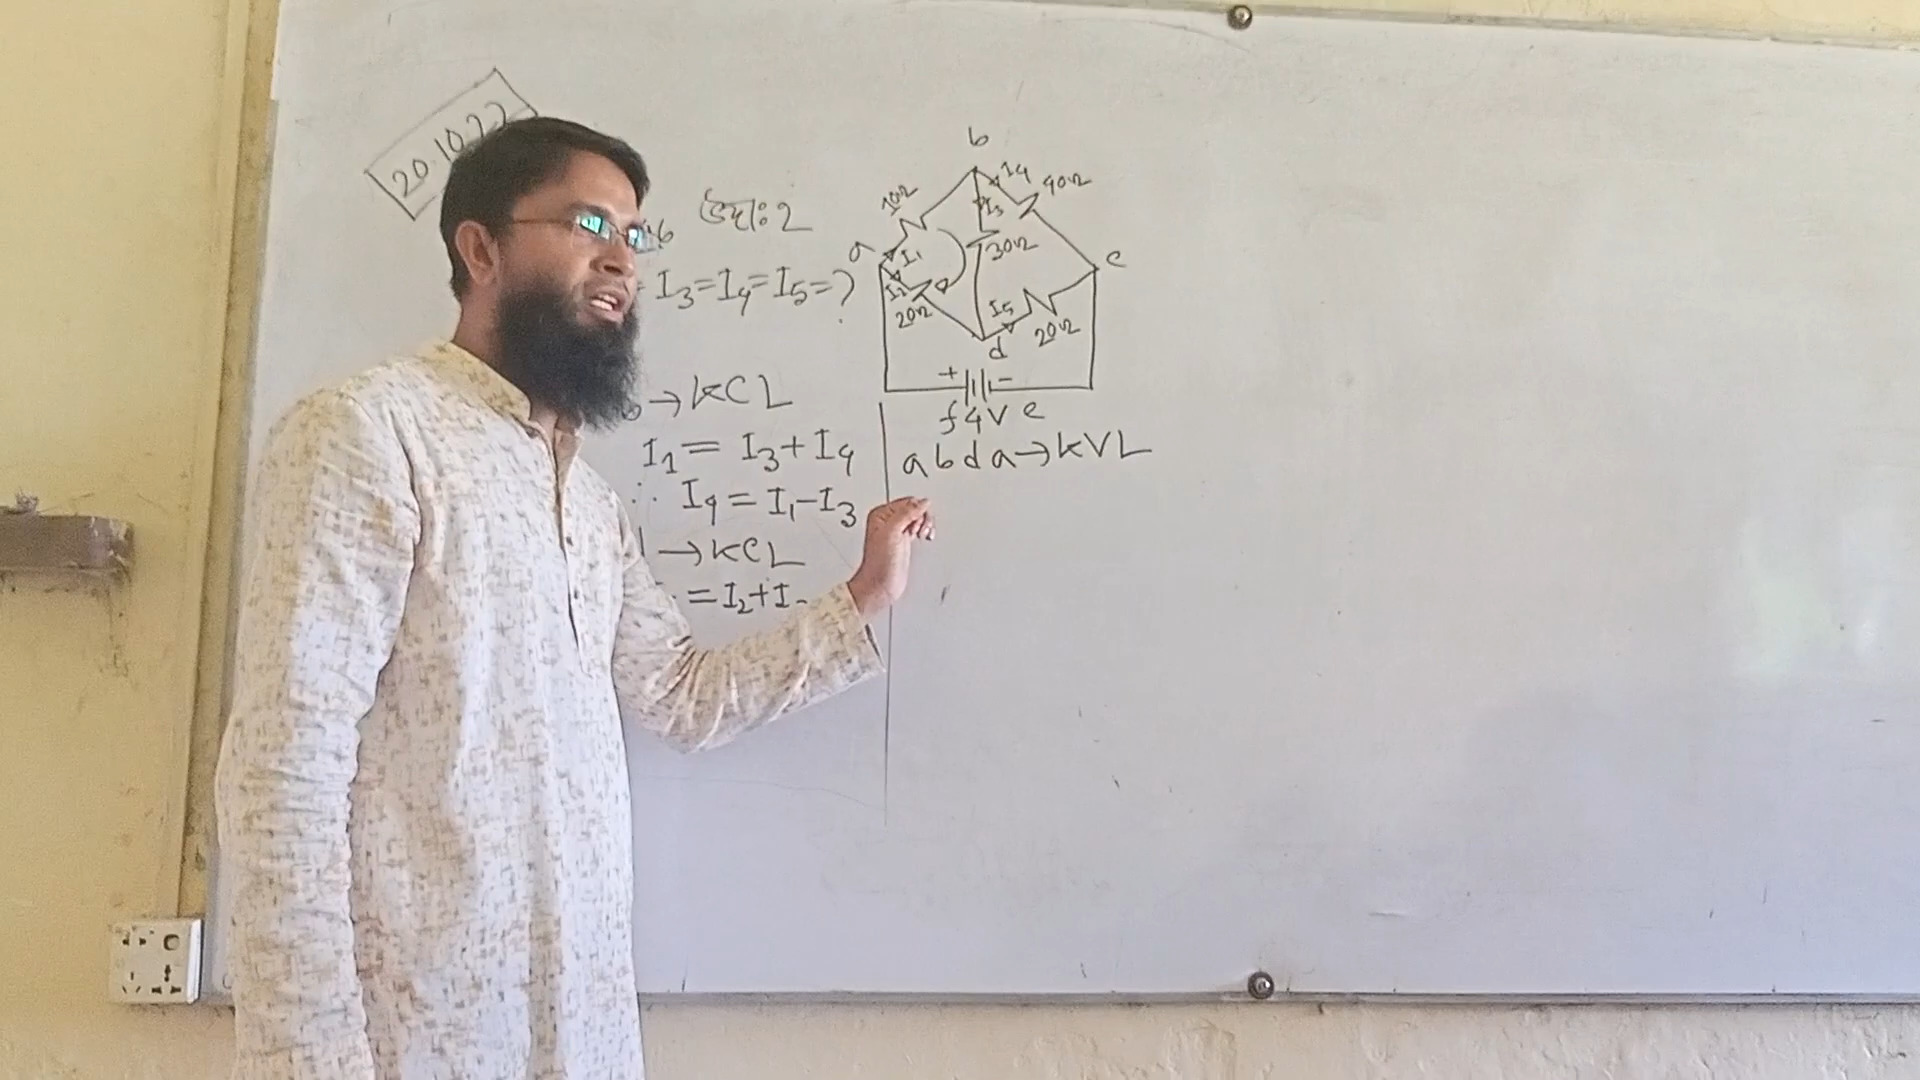 20.10.22
উদা: 2
I₃=I₄=I₅=?
→ KCL
I₁ = I₃+I₄
∴ I₄ = I₁-I₃
→ KCL
= I₂+I
b
10Ω
I₄
40Ω
I₃
a
I₁
30Ω
c
I₂
20Ω
I₅
20Ω
d
+ -
f 4V e
abda→KVL